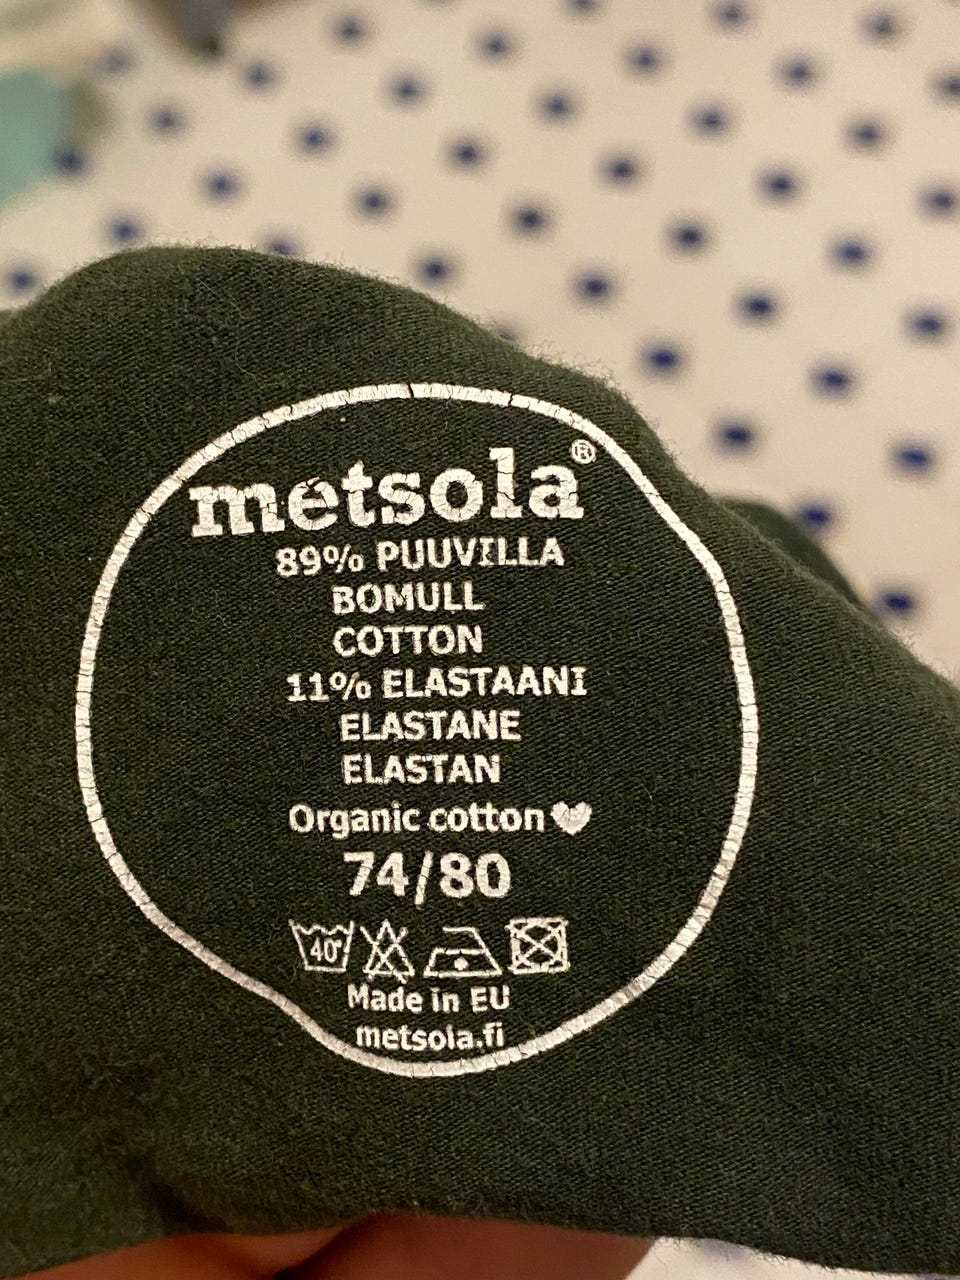 metsola®
89% PUUVILLA
BOMULL
COTTON
11% ELASTAANI
ELASTANE
ELASTAN
Organic cotton♥
74/80
40°
Made in EU
metsola.fi